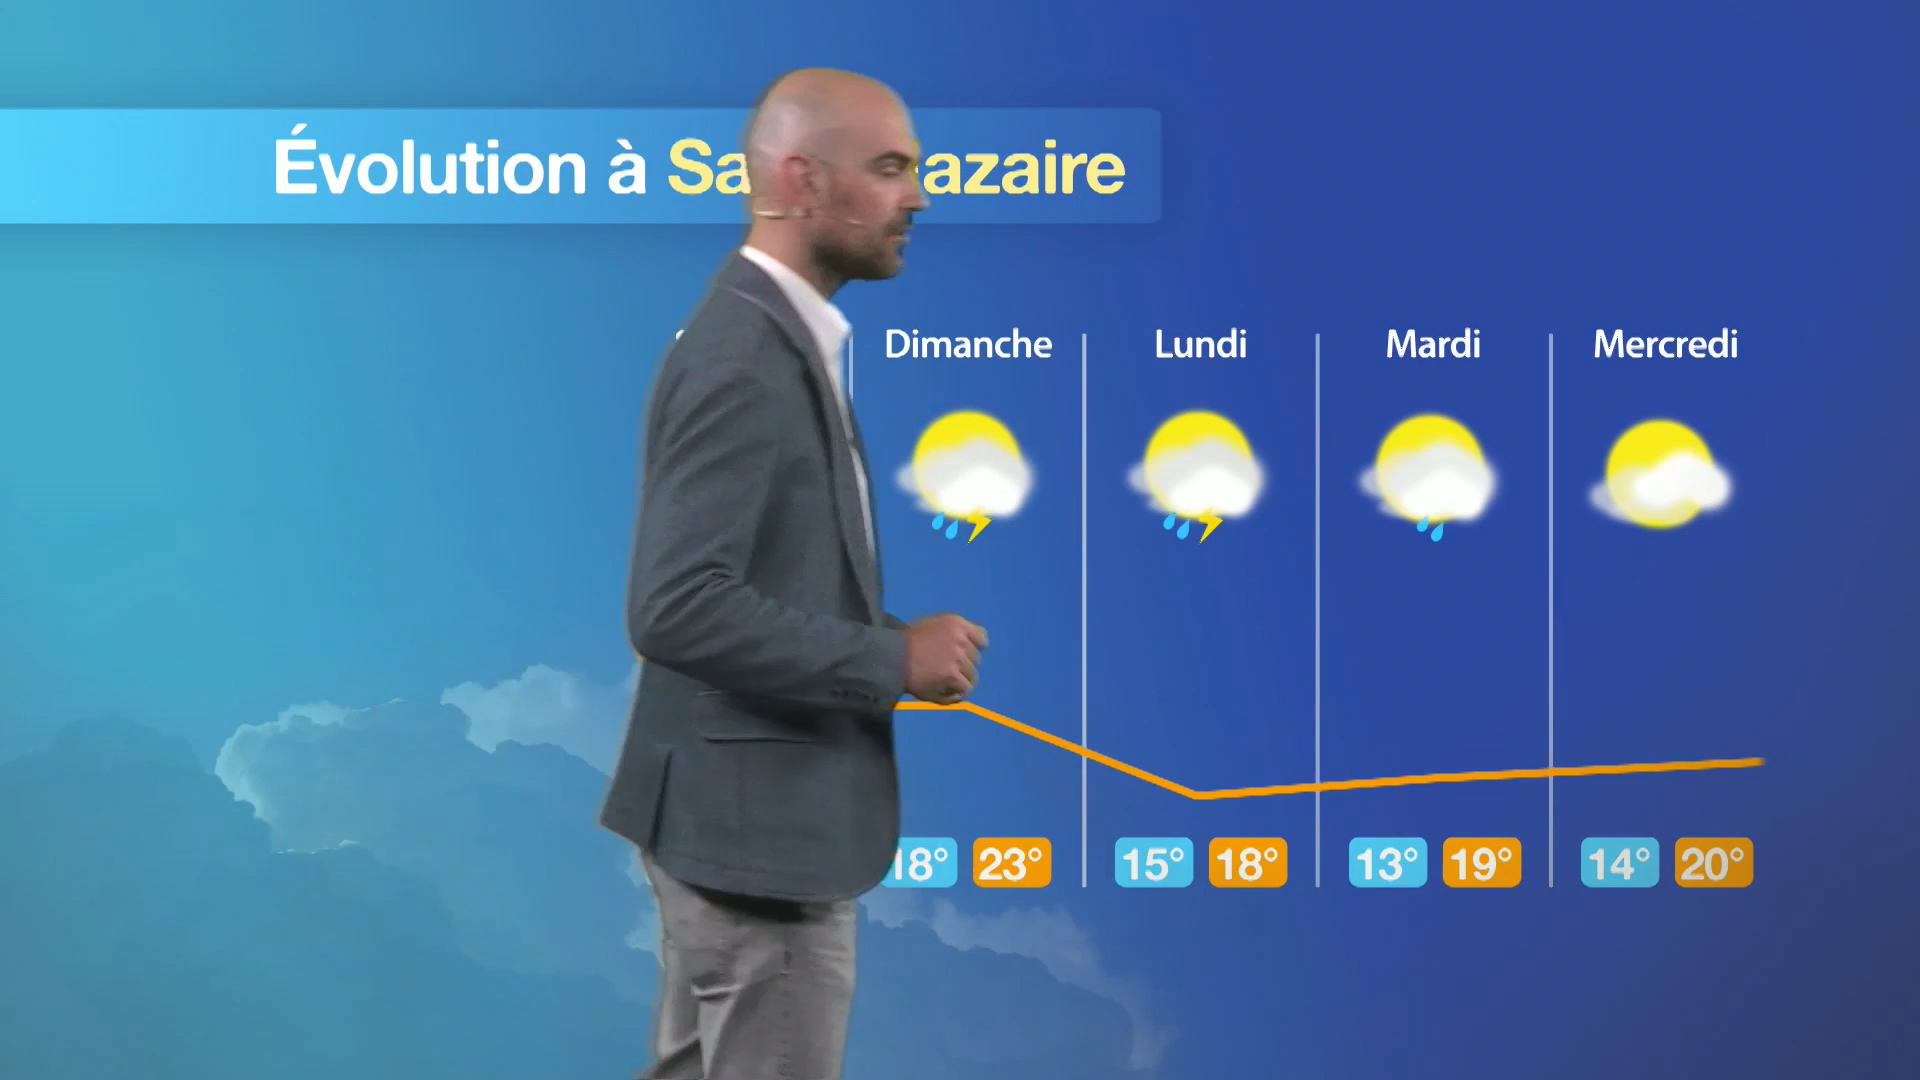 Évolution à Sa azaire
Dimanche Lundi Mardi Mercredi
18° 23° 15° 18° 13° 19° 14° 20°